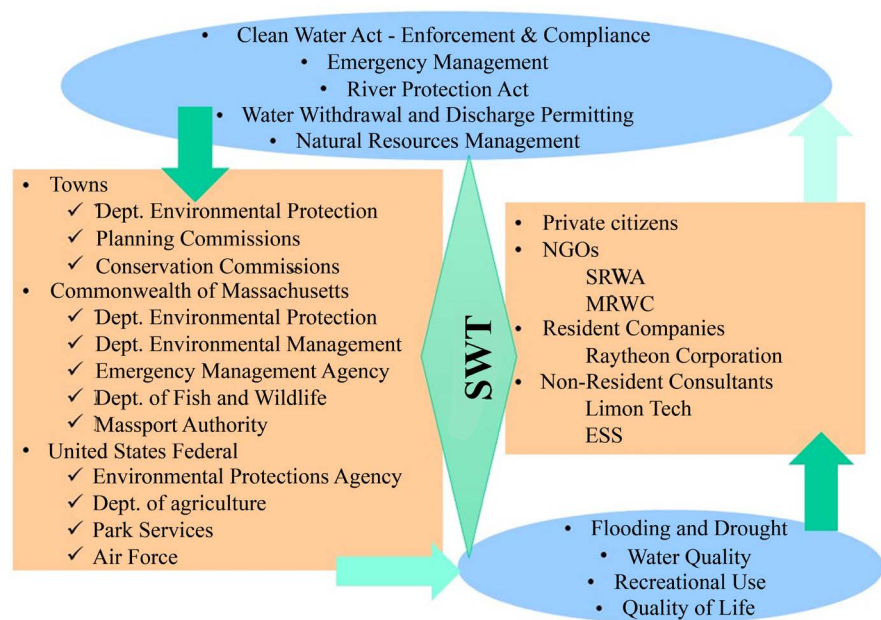 • Clean Water Act - Enforcement & Compliance
• Emergency Management
• River Protection Act
• Water Withdrawal and Discharge Permitting
• Natural Resources Management
• Towns
✓ Dept. Environmental Protection
✓ Planning Commissions
✓ Conservation Commissions
• Commonwealth of Massachusetts
✓ Dept. Environmental Protection
✓ Dept. Environmental Management
✓ Emergency Management Agency
✓ Dept. of Fish and Wildlife
✓ Massport Authority
• United States Federal
✓ Environmental Protections Agency
✓ Dept. of agriculture
✓ Park Services
✓ Air Force
SWT
• Private citizens
• NGOs
SRWA
MRWC
• Resident Companies
Raytheon Corporation
• Non-Resident Consultants
Limon Tech
ESS
• Flooding and Drought
• Water Quality
• Recreational Use
• Quality of Life